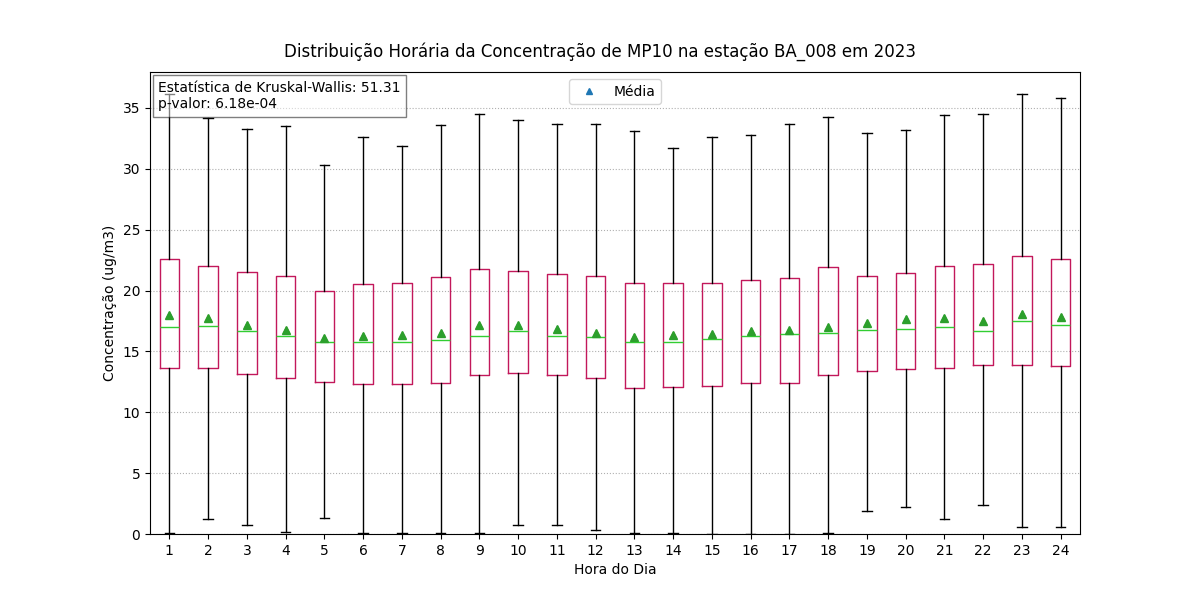 Distribuição Horária da Concentração de MP10 na estação BA_008 em 2023
Estatística de Kruskal-Wallis: 51.31
p-valor: 6.18e-04
Média
Concentração (ug/m3)
35
30
25
20
15
10
5
0
1 2 3 4 5 6 7 8 9 10 11 12 13 14 15 16 17 18 19 20 21 22 23 24
Hora do Dia